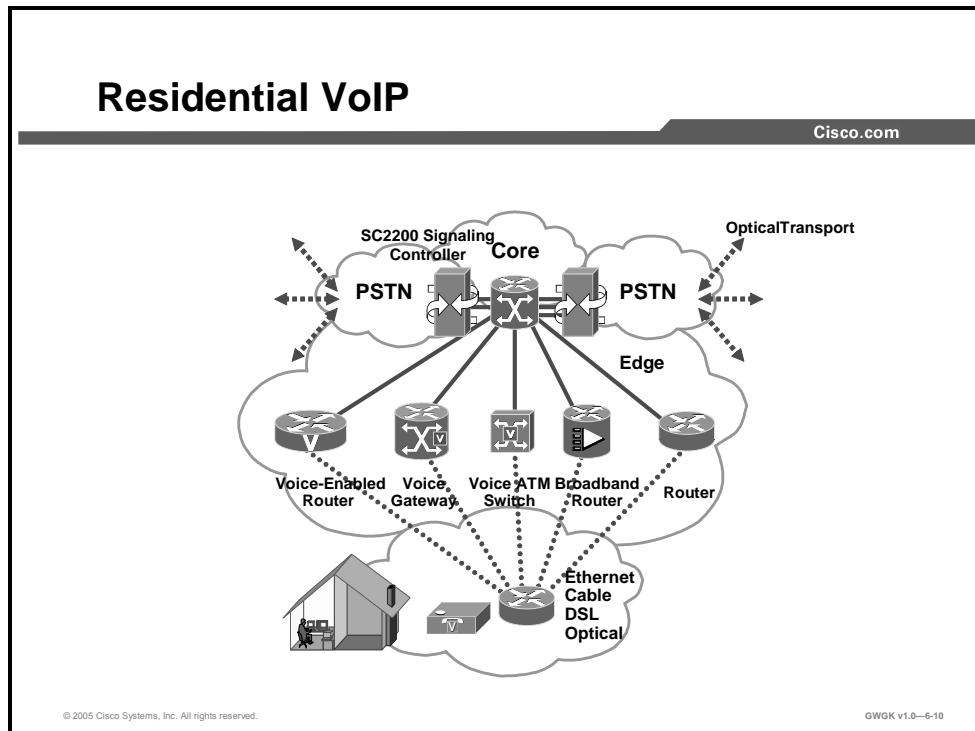 Residential VoIP
Cisco.com
SC2200 Signaling
Controller
Core
OpticalTransport
PSTN
PSTN
Edge
V
V
V
Voice-Enabled
Router
Voice
Gateway
Voice ATM
Switch
Broadband
Router
Router
Ethernet
Cable
DSL
Optical
V
© 2005 Cisco Systems, Inc. All rights reserved.
GWGK v1.0—6-10